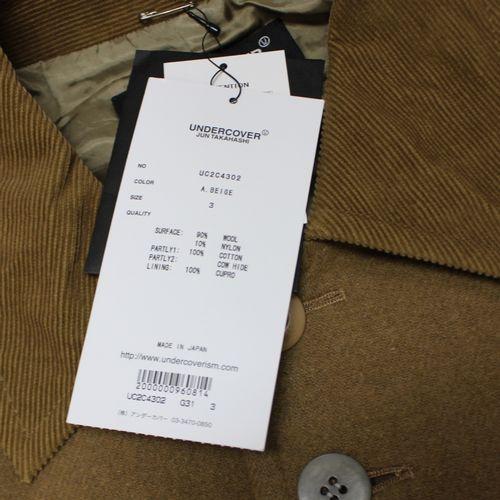 UNDERCOVER
JUN TAKAHASHI
NO UC2C4302
COLOR A.BEIGE
SIZE 3
QUALITY
SURFACE: 90% WOOL
10% NYLON
PARTLY1: 100% COTTON
PARTLY2: COW HIDE
LINING: 100% CUPRO
MADE IN JAPAN
http://www.undercoverism.com
2000000960814
UC2C4302 G31 3
(株) アンダーカバー 03-3470-0650